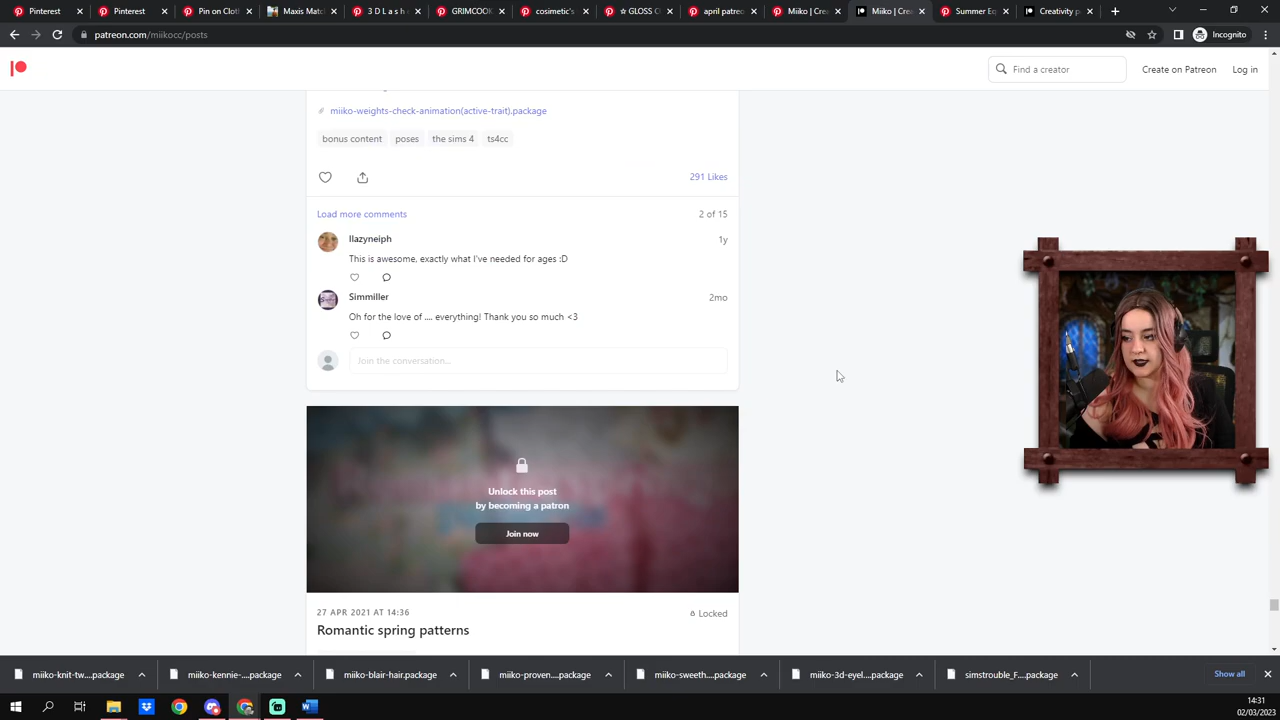 Pinterest
Pinterest
Pin on Clot
Maxis Matc
3 D L a s h
GRIMCOOK
cosmetic's
☆ GLOSS Cl
april patreo
Miiko | Crea
Miiko | Crea
Summer Eq
Creativity p
patreon.com/miikocc/posts
Incognito
Find a creator
Create on Patreon
Log in
miiko-weights-check-animation(active-trait).package
bonus content
poses
the sims 4
ts4cc
291 Likes
Load more comments
2 of 15
llazyneiph
1y
This is awesome, exactly what I've needed for ages :D
Simmiller
2mo
Oh for the love of .... everything! Thank you so much <3
Join the conversation...
Unlock this post
by becoming a patron
Join now
27 APR 2021 AT 14:36
Locked
Romantic spring patterns
miiko-knit-tw....package
miiko-kennie-....package
miiko-blair-hair.package
miiko-proven....package
miiko-sweeth....package
miiko-3d-eyel....package
simstrouble_F....package
Show all
14:31
02/03/2023